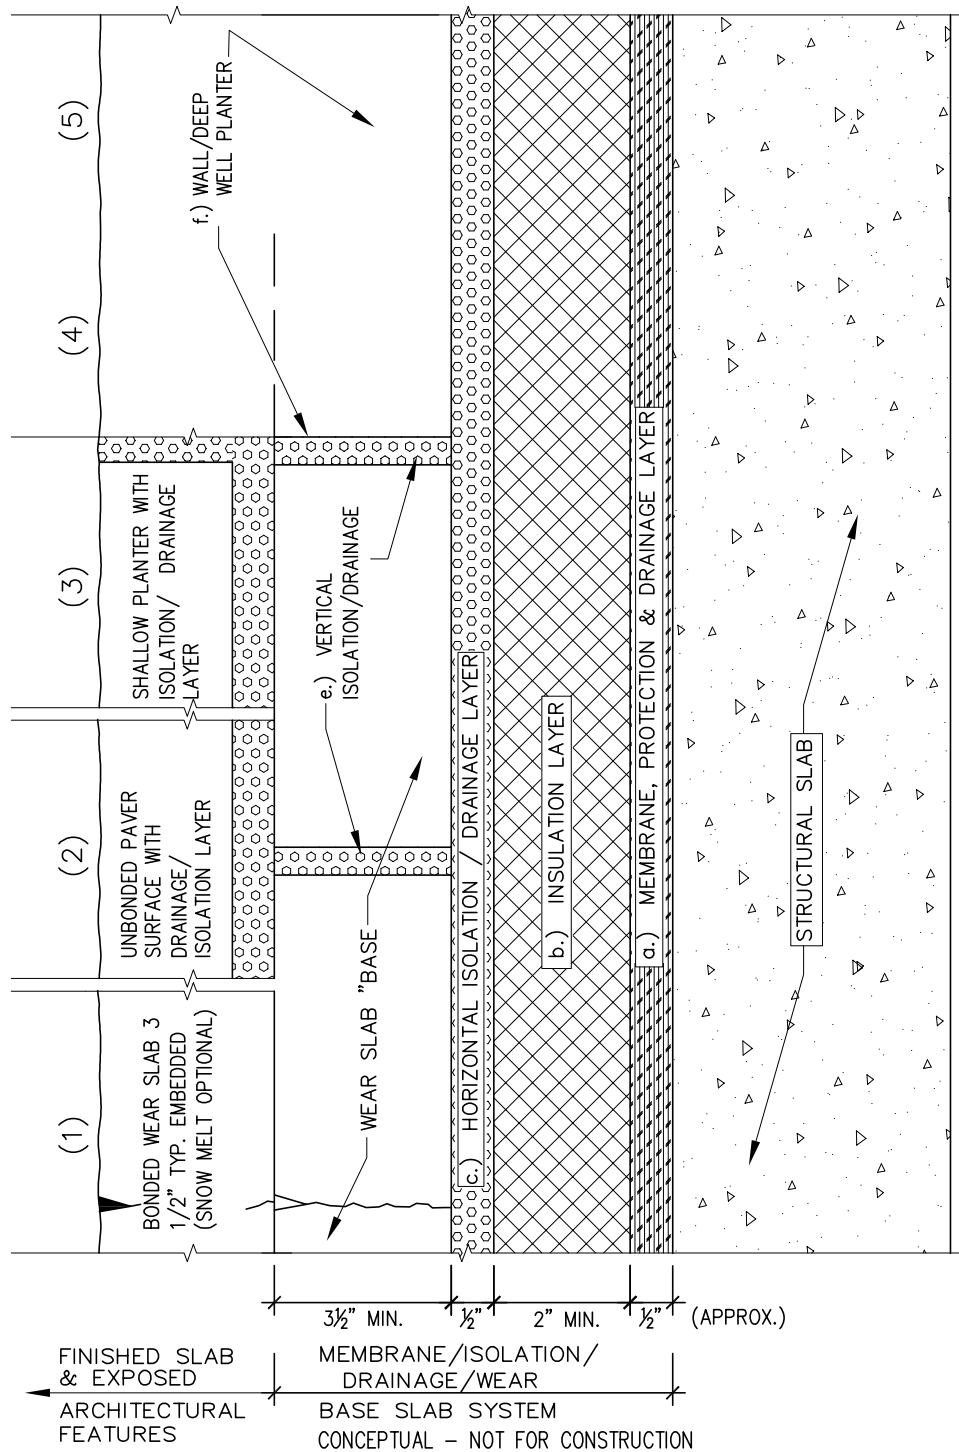 (1)
(2)
(3)
(4)
(5)
BONDED WEAR SLAB 3
1/2" TYP. EMBEDDED
(SNOW MELT OPTIONAL)
UNBONDED PAVER
SURFACE WITH
DRAINAGE/
ISOLATION LAYER
SHALLOW PLANTER WITH
ISOLATION/ DRAINAGE
LAYER
f.) WALL/DEEP
WELL PLANTER
e.) VERTICAL
ISOLATION/DRAINAGE
WEAR SLAB "BASE
c.) HORIZONTAL ISOLATION / DRAINAGE LAYER
b.) INSULATION LAYER
a.) MEMBRANE, PROTECTION & DRAINAGE LAYER
STRUCTURAL SLAB
3½" MIN.
½"
2" MIN.
½"
(APPROX.)
FINISHED SLAB
& EXPOSED
ARCHITECTURAL
FEATURES
MEMBRANE/ISOLATION/
DRAINAGE/WEAR
BASE SLAB SYSTEM
CONCEPTUAL – NOT FOR CONSTRUCTION